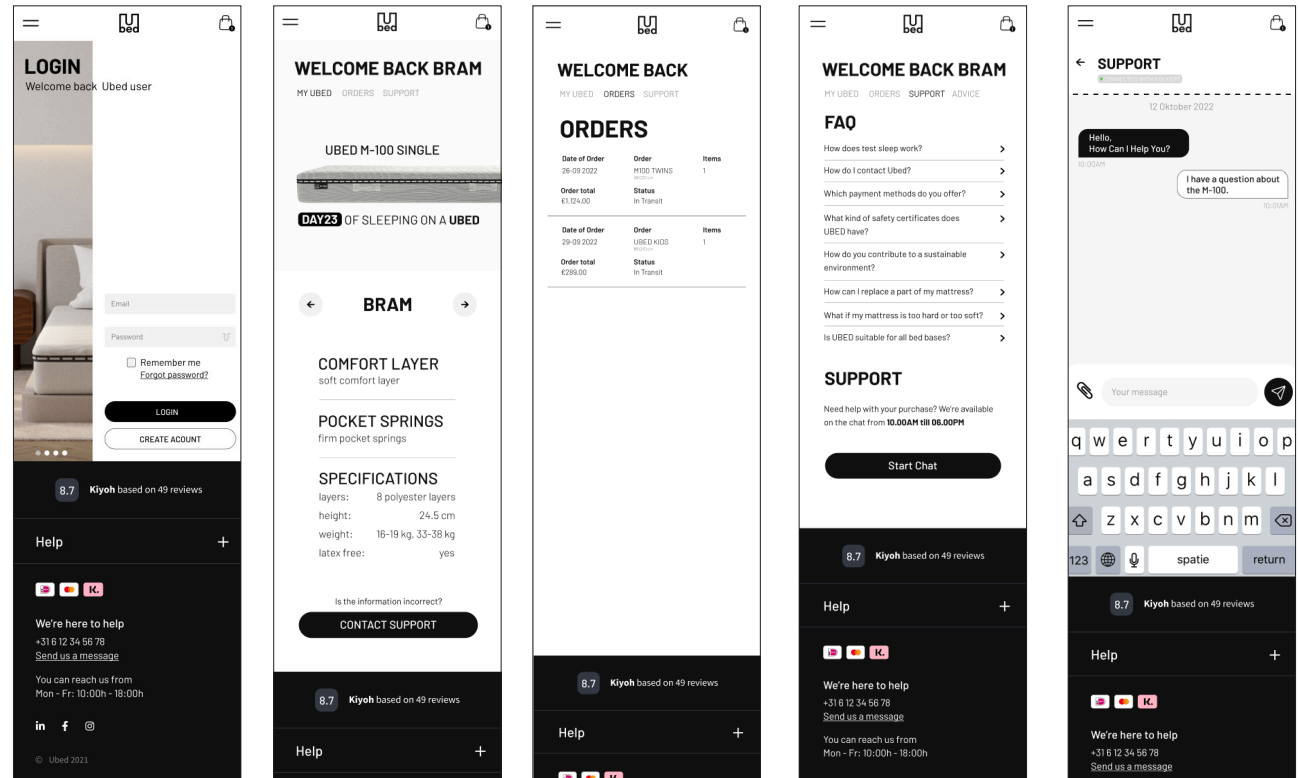 U
bed
LOGIN
Welcome back Ubed user
Email
Password
Remember me
Forgot password?
LOGIN
CREATE ACOUNT
8.7 Kiyoh based on 49 reviews
Help +
K.
We're here to help
+31 6 12 34 56 78
Send us a message
You can reach us from
Mon - Fr: 10:00h - 18:00h
in f
© Ubed 2021
U
bed
WELCOME BACK BRAM
MY UBED ORDERS SUPPORT
UBED M-100 SINGLE
DAY23 OF SLEEPING ON A UBED
BRAM
COMFORT LAYER
soft comfort layer
POCKET SPRINGS
firm pocket springs
SPECIFICATIONS
layers: 8 polyester layers
height: 24.5 cm
weight: 16-19 kg, 33-38 kg
latex free: yes
Is the information incorrect?
CONTACT SUPPORT
8.7 Kiyoh based on 49 reviews
Help +
U
bed
WELCOME BACK
MY UBED ORDERS SUPPORT
ORDERS
Date of Order Order Items
26-09 2022 M100 TWINS 1
Order total Status
€1.124,00 In Transit
Date of Order Order Items
29-09 2022 UBED KIDS 1
Order total Status
€289,00 In Transit
8.7 Kiyoh based on 49 reviews
Help +
K.
U
bed
WELCOME BACK BRAM
MY UBED ORDERS SUPPORT ADVICE
FAQ
How does test sleep work?
How do I contact Ubed?
Which payment methods do you offer?
What kind of safety certificates does
UBED have?
How do you contribute to a sustainable
environment?
How can I replace a part of my mattress?
What if my mattress is too hard or too soft?
Is UBED suitable for all bed bases?
SUPPORT
Need help with your purchase? We're available
on the chat from 10.00AM till 06.00PM
Start Chat
8.7 Kiyoh based on 49 reviews
Help +
K.
We're here to help
+31 6 12 34 56 78
Send us a message
You can reach us from
Mon - Fr: 10:00h - 18:00h
U
bed
SUPPORT
12 Oktober 2022
Hello,
How Can I Help You?
10:00AM
I have a question about
the M-100.
10:01AM
Your message
q w e r t y u i o p
a s d f g h j k l
z x c v b n m
123 spatie return
8.7 Kiyoh based on 49 reviews
Help +
K.
We're here to help
+31 6 12 34 56 78
Send us a message